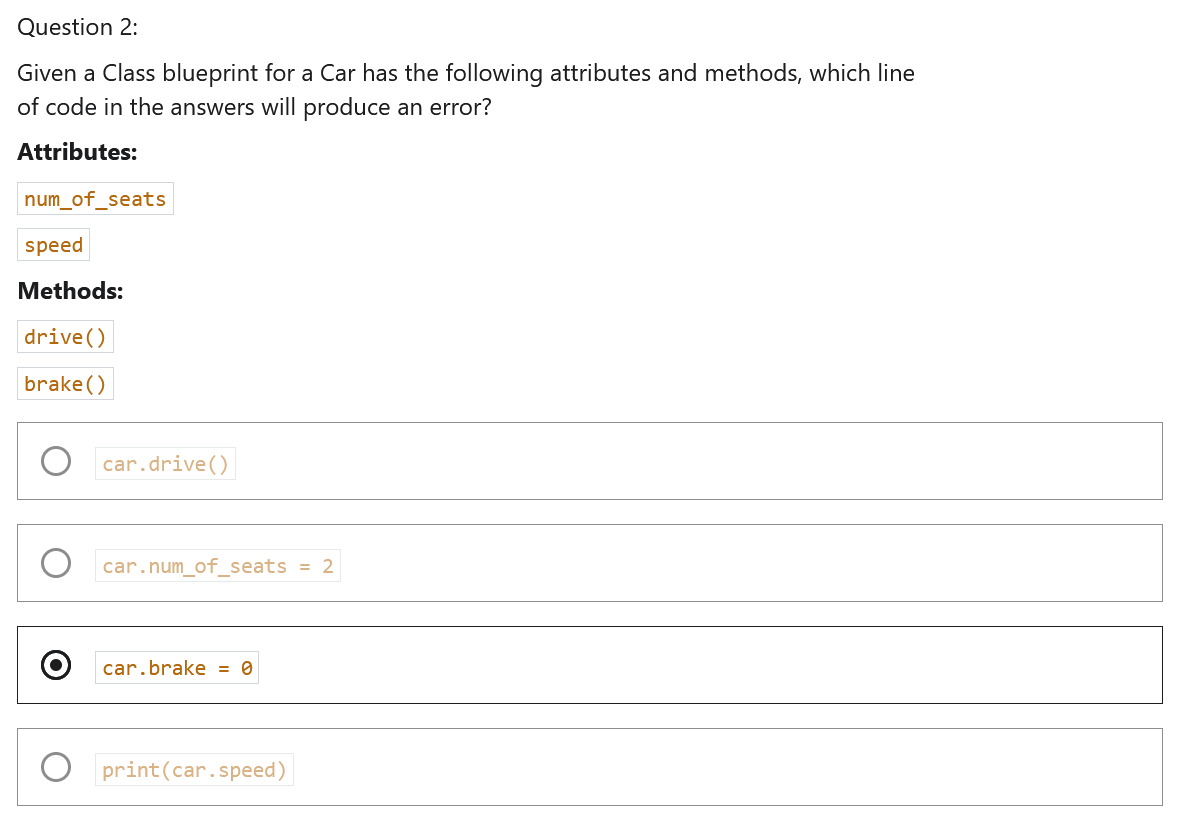 Question 2:
Given a Class blueprint for a Car has the following attributes and methods, which line
of code in the answers will produce an error?
Attributes:
num_of_seats
speed
Methods:
drive()
brake()
car.drive()
car.num_of_seats = 2
car.brake = 0
print(car.speed)